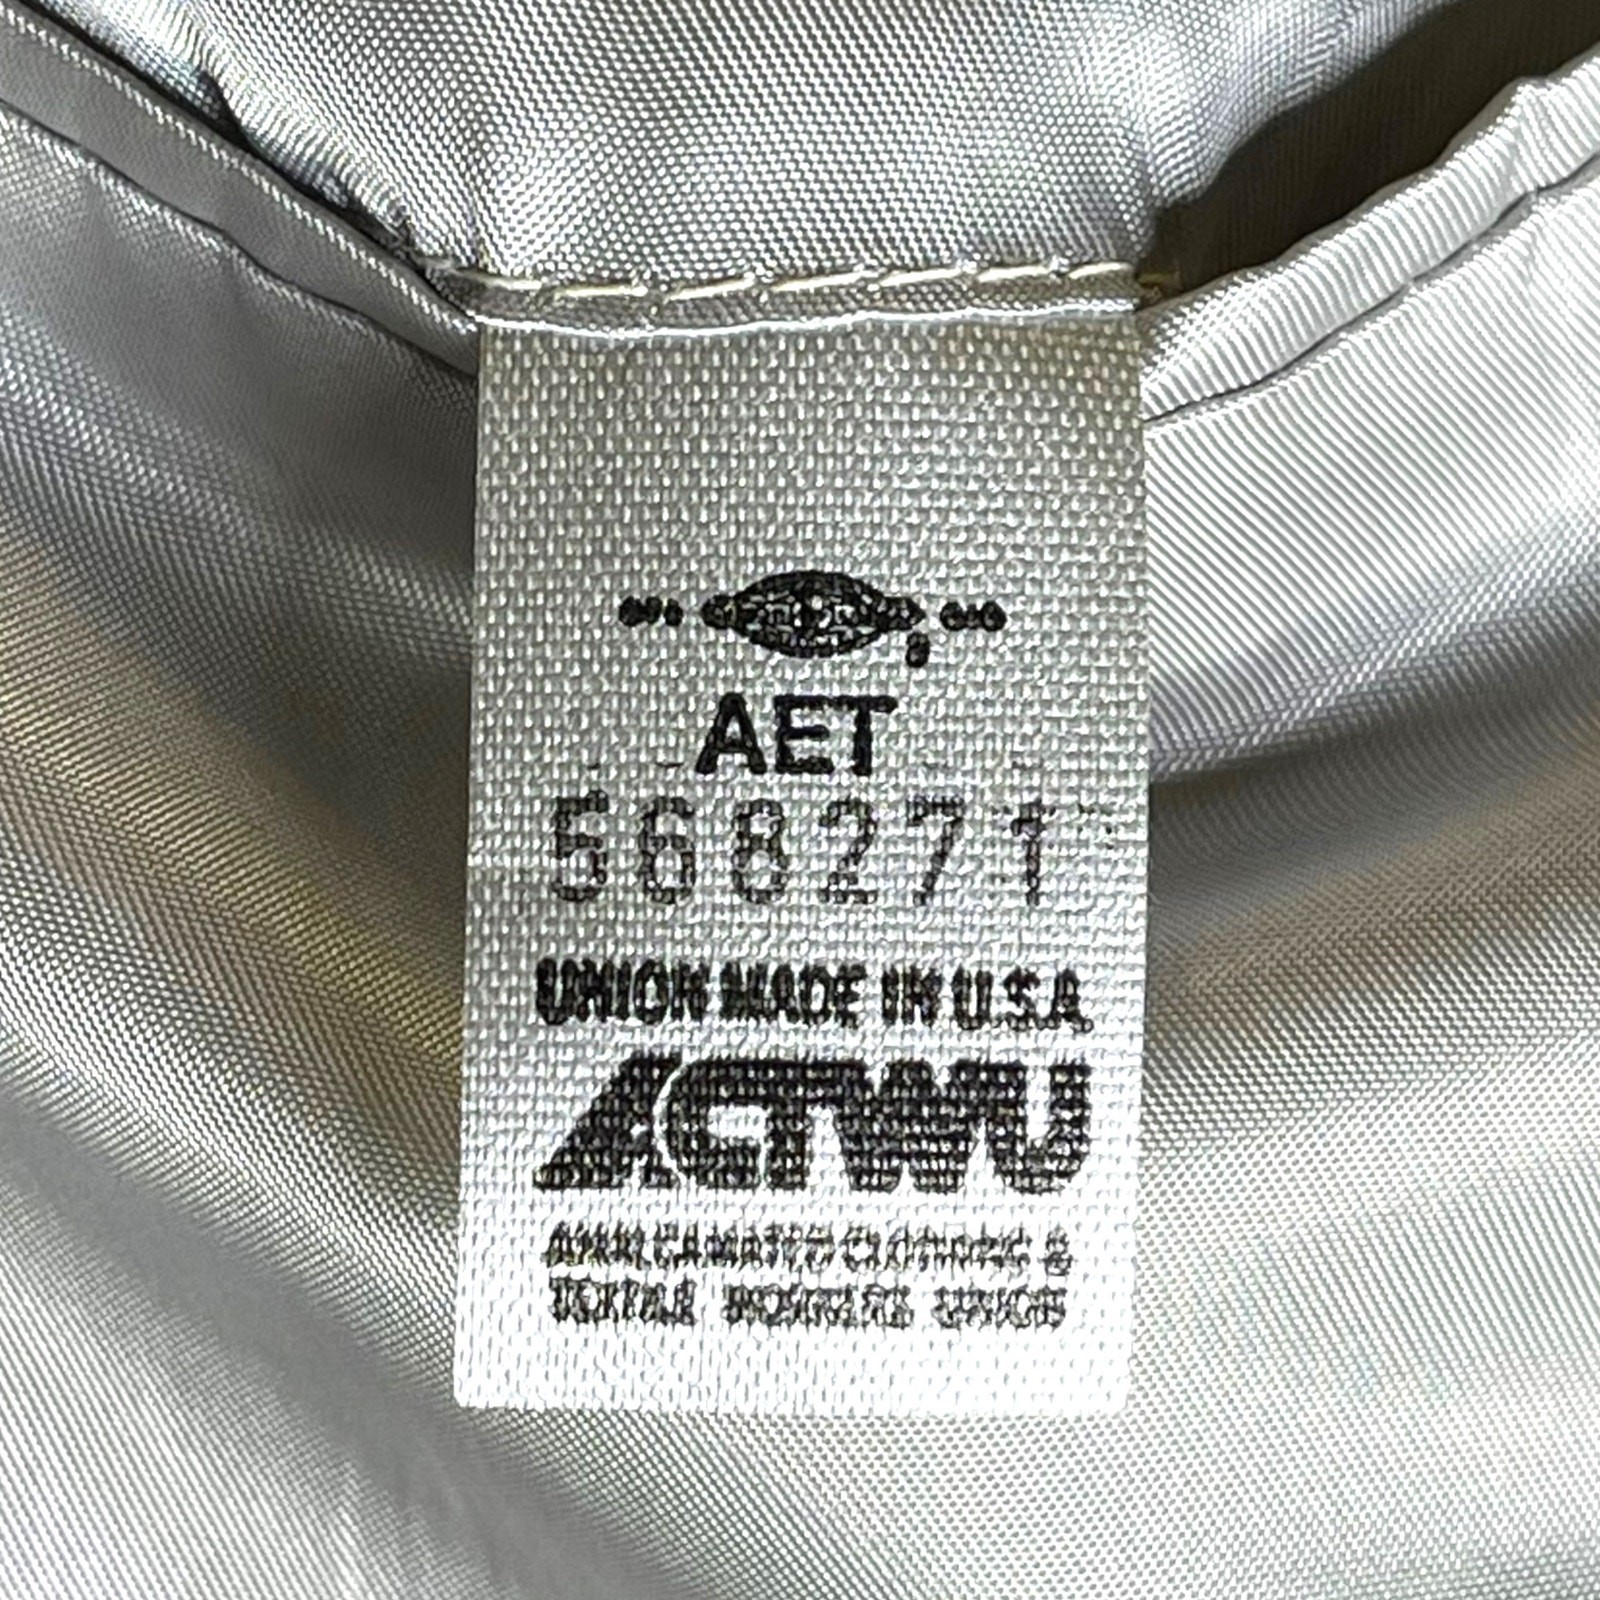 AET
568271
UNION MADE IN U.S.A.
ACTWU
AMALGAMATED CLOTHING &
TEXTILE WORKERS UNION